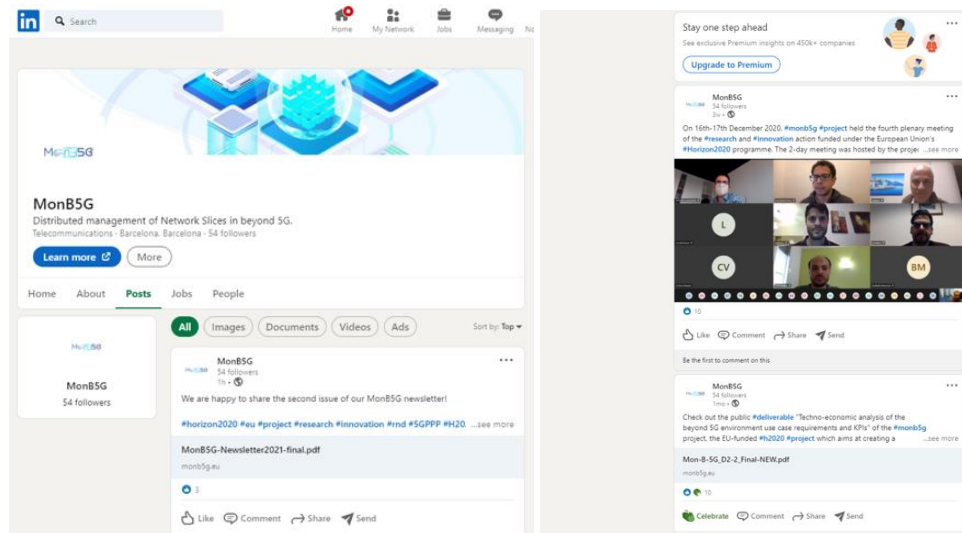 in
Search
Home
My Network
Jobs
Messaging
MonB5G
MonB5G
Distributed management of Network Slices in beyond 5G.
Telecommunications · Barcelona, Barcelona · 54 followers
Learn more
More
Home
About
Posts
Jobs
People
MonB5G
MonB5G
54 followers
All
Images
Documents
Videos
Ads
Sort by: Top
MonB5G
MonB5G
54 followers
1h •
We are happy to share the second issue of our MonB5G newsletter!
#horizon2020 #eu #project #research #innovation #rnd #5GPPP #H20 ...see more
MonB5G-Newsletter2021-final.pdf
monb5g.eu
3
Like
Comment
Share
Send
Stay one step ahead
See exclusive Premium insights on 450k+ companies
Upgrade to Premium
MonB5G
54 followers
3w •
On 16th-17th December 2020, #monb5g #project held the fourth plenary meeting
of the #research and #innovation action funded under the European Union's
#Horizon2020 programme. The 2-day meeting was hosted by the projec ...see more
L
CV
BM
10
Like
Comment
Share
Send
Be the first to comment on this
MonB5G
54 followers
1mo •
Check out the public #deliverable "Techno-economic analysis of the
beyond 5G environment use case requirements and KPIs" of the #monb5g
project, the EU-funded #h2020 #project which aims at creating a ...see more
Mon-B-5G_D2-2_Final-NEW.pdf
monb5g.eu
10
Celebrate
Comment
Share
Send